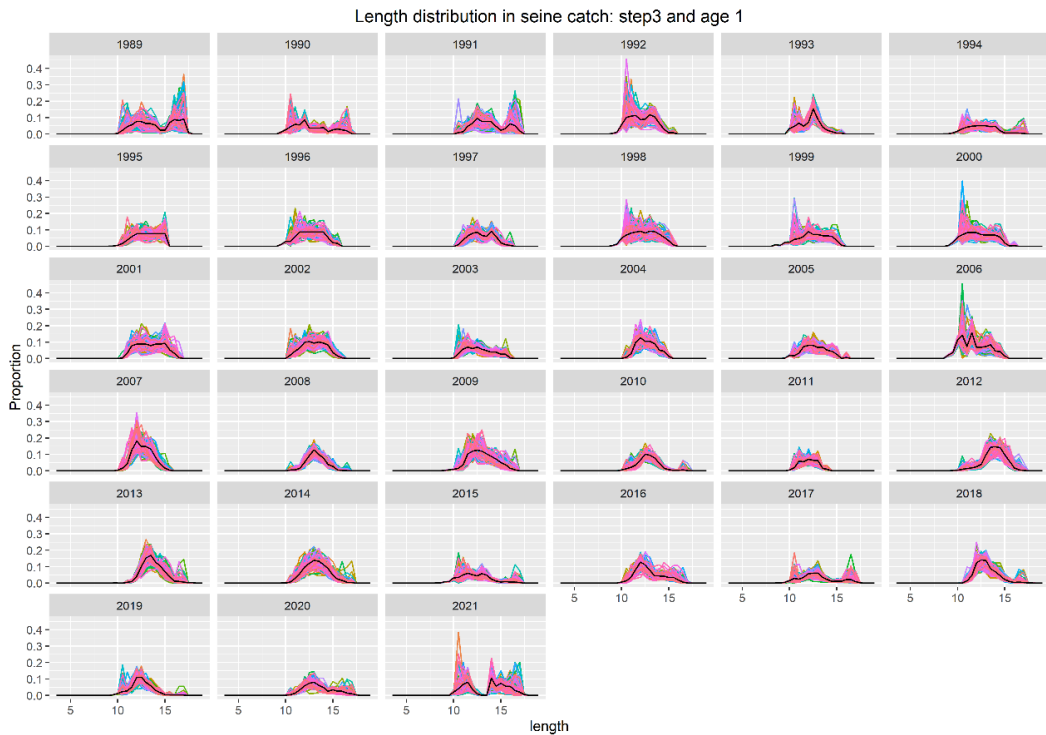 Length distribution in seine catch: step3 and age 1
1989 1990 1991 1992 1993 1994
0.4
0.3
0.2
0.1
0.0
1995 1996 1997 1998 1999 2000
0.4
0.3
0.2
0.1
0.0
2001 2002 2003 2004 2005 2006
0.4
0.3
0.2
0.1
0.0
Proportion
2007 2008 2009 2010 2011 2012
0.4
0.3
0.2
0.1
0.0
2013 2014 2015 2016 2017 2018
0.4
0.3
0.2
0.1
0.0
5 10 15 5 10 15 5 10 15
2019 2020 2021
0.4
0.3
0.2
0.1
0.0
5 10 15 5 10 15 5 10 15
length